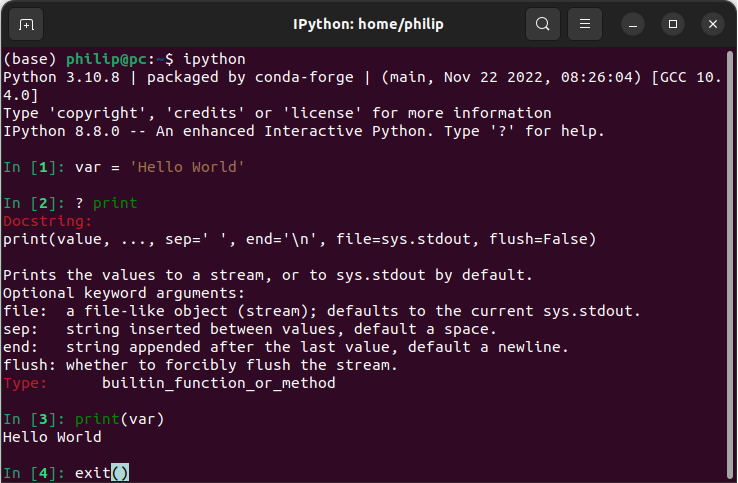 IPython: home/philip
(base) philip@pc:~$ ipython
Python 3.10.8 | packaged by conda-forge | (main, Nov 22 2022, 08:26:04) [GCC 10.
4.0]
Type 'copyright', 'credits' or 'license' for more information
IPython 8.8.0 -- An enhanced Interactive Python. Type '?' for help.
In [1]: var = 'Hello World'
In [2]: ? print
Docstring:
print(value, ..., sep=' ', end='\n', file=sys.stdout, flush=False)
Prints the values to a stream, or to sys.stdout by default.
Optional keyword arguments:
file:  a file-like object (stream); defaults to the current sys.stdout.
sep:   string inserted between values, default a space.
end:   string appended after the last value, default a newline.
flush: whether to forcibly flush the stream.
Type:      builtin_function_or_method
In [3]: print(var)
Hello World
In [4]: exit()